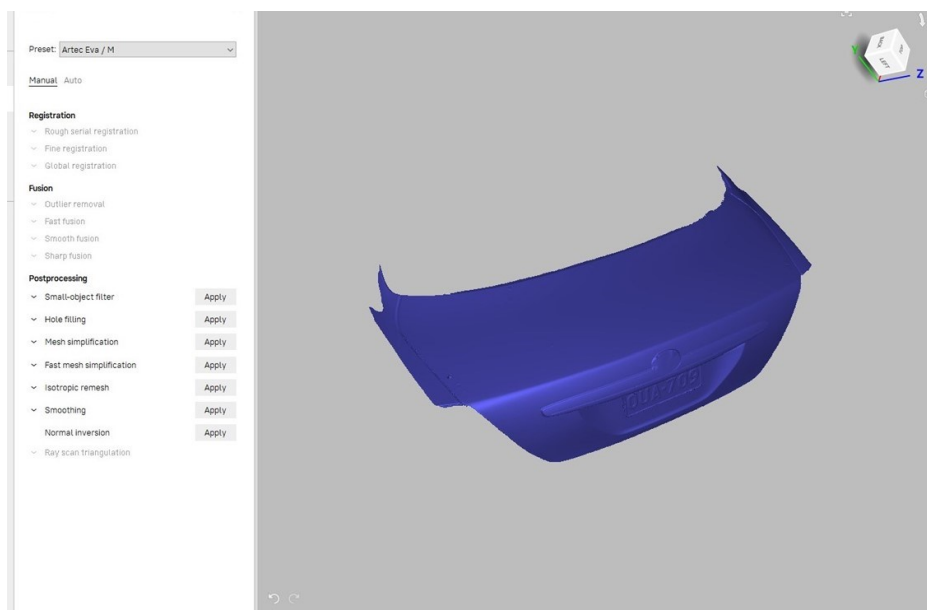 Preset: Artec Eva / M
Manual Auto
Registration
Rough serial registration
Fine registration
Global registration
Fusion
Outlier removal
Fast fusion
Smooth fusion
Sharp fusion
Postprocessing
Small-object filter Apply
Hole filling Apply
Mesh simplification Apply
Fast mesh simplification Apply
Isotropic remesh Apply
Smoothing Apply
Normal inversion Apply
Ray scan triangulation
BACK
LEFT
Y
Z